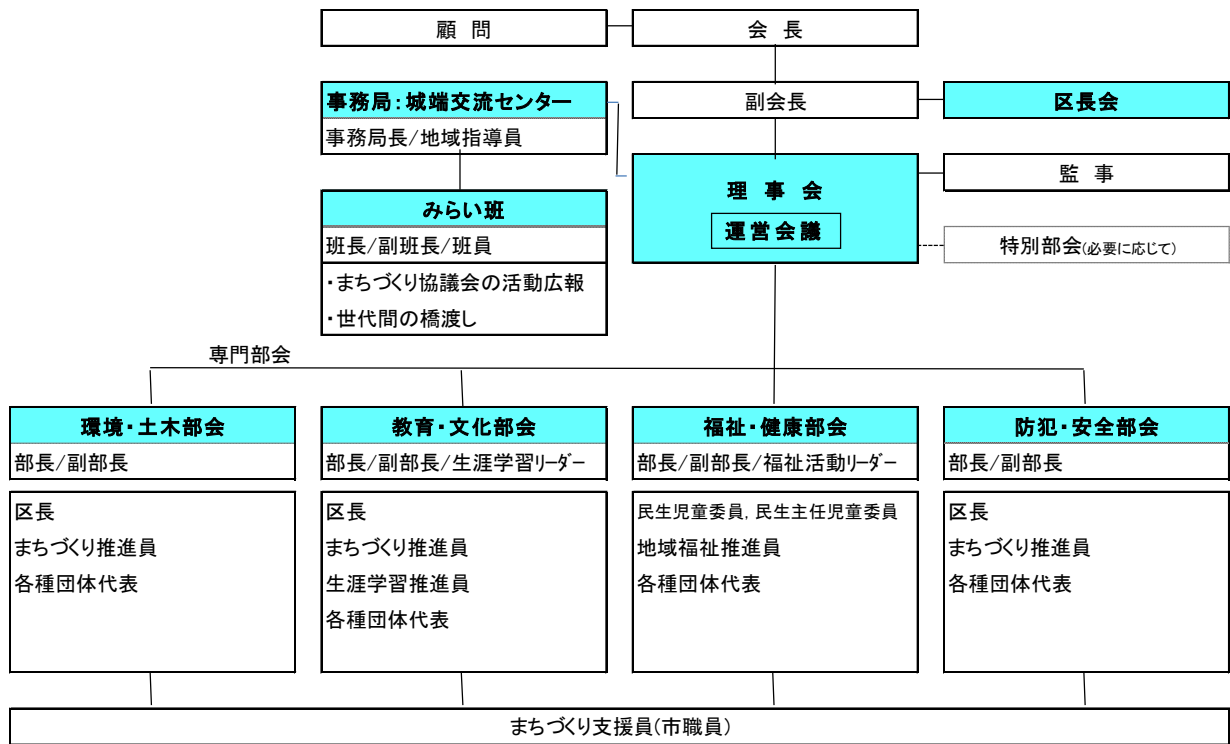 顧 問
会 長
事務局：城端交流センター
事務局長/地域指導員
副会長
区長会
理 事 会
運営会議
監 事
特別部会(必要に応じて)
みらい班
班長/副班長/班員
・まちづくり協議会の活動広報
・世代間の橋渡し
専門部会
環境・土木部会
部長/副部長
区長
まちづくり推進員
各種団体代表
教育・文化部会
部長/副部長/生涯学習ﾘｰﾀﾞｰ
区長
まちづくり推進員
生涯学習推進員
各種団体代表
福祉・健康部会
部長/副部長/福祉活動ﾘｰﾀﾞｰ
民生児童委員, 民生主任児童委員
地域福祉推進員
各種団体代表
防犯・安全部会
部長/副部長
区長
まちづくり推進員
各種団体代表
まちづくり支援員(市職員)